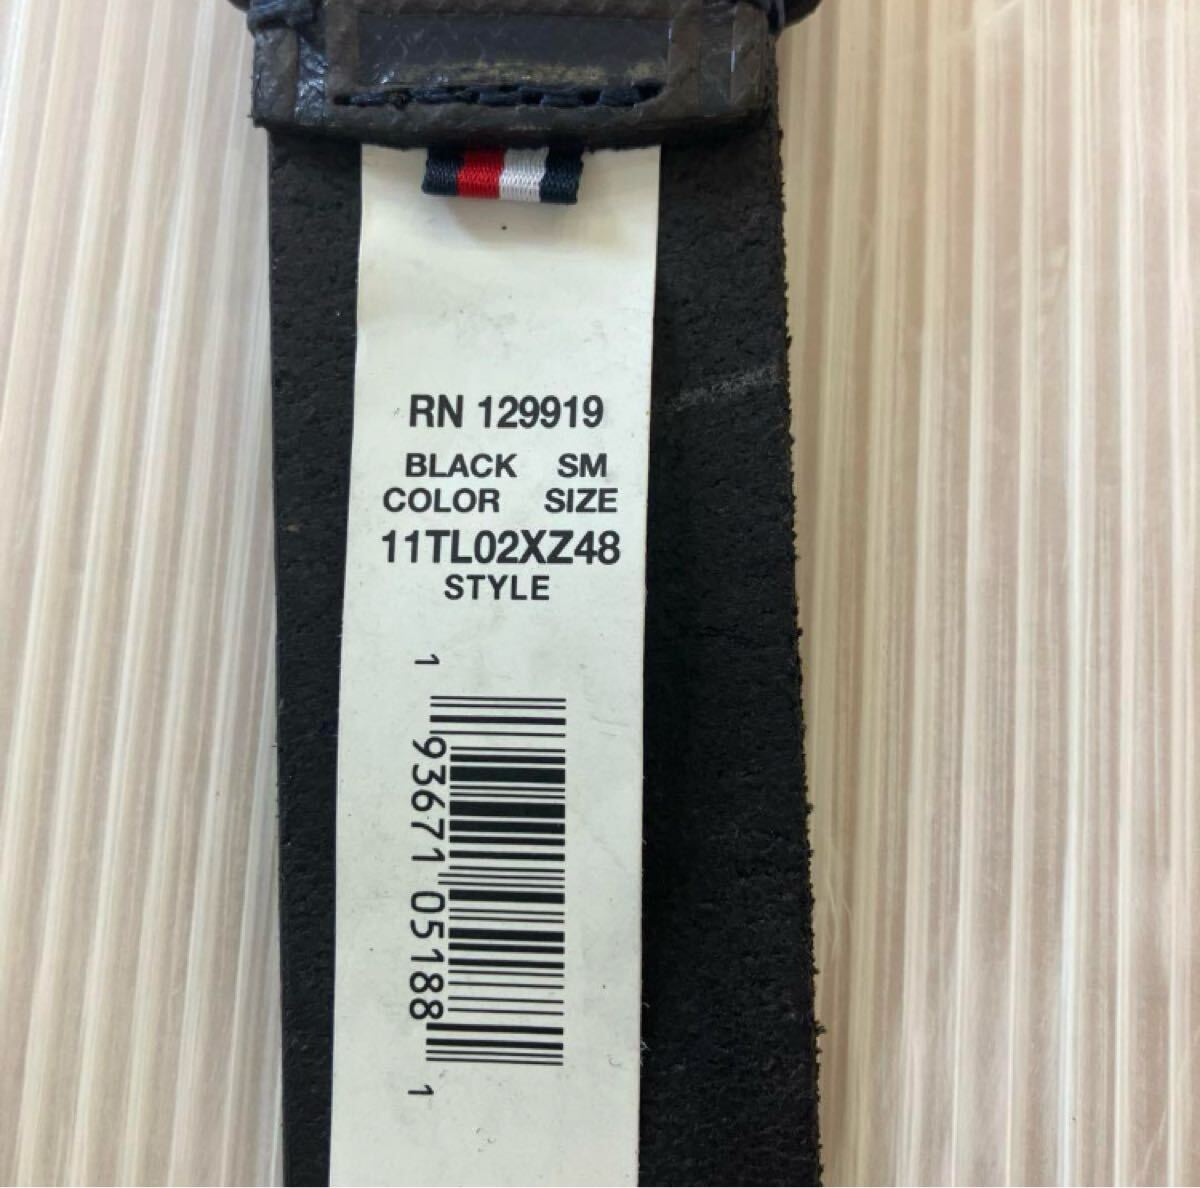 RN 129919
BLACK SM
COLOR SIZE
11TL02XZ48
STYLE
1 93671 05188 1